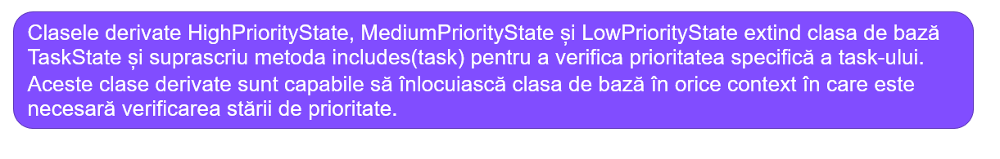 Clasele derivate HighPriorityState, MediumPriorityState și LowPriorityState extind clasa de bază
TaskState și suprascriu metoda includes(task) pentru a verifica prioritatea specifică a task-ului.
Aceste clase derivate sunt capabile să înlocuiască clasa de bază în orice context în care este
necesară verificarea stării de prioritate.